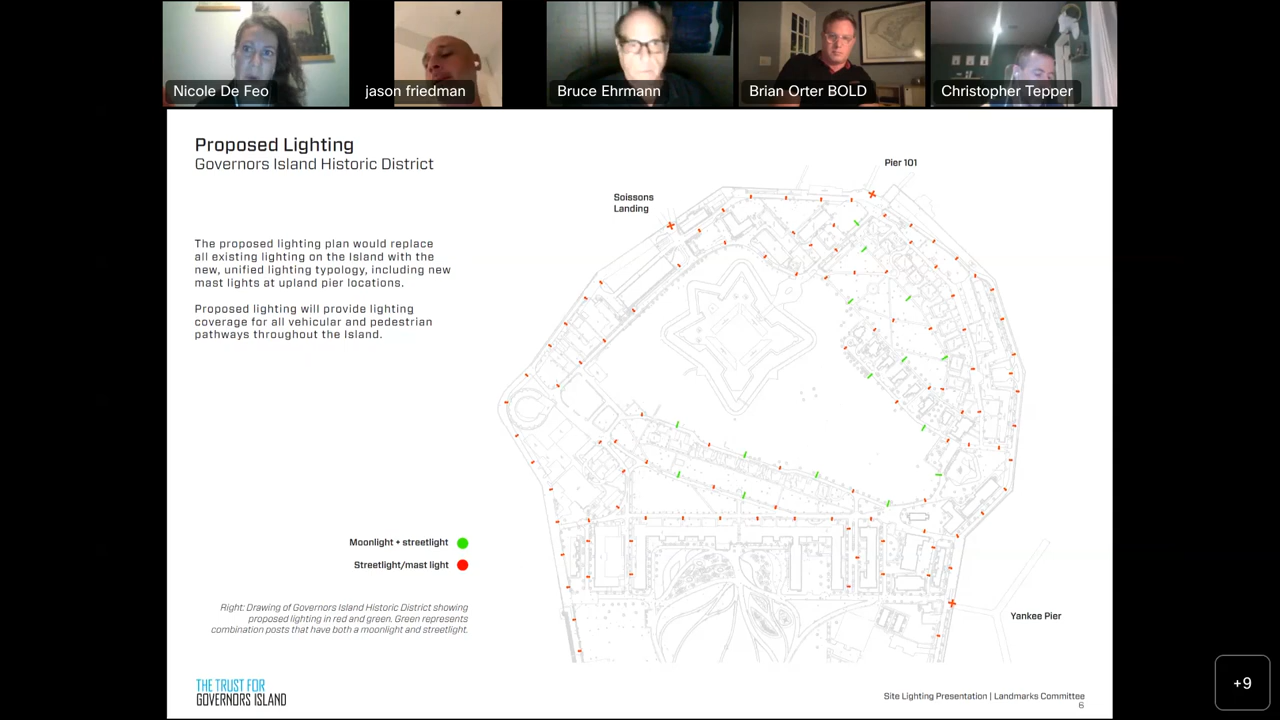 Nicole De Feo
jason friedman
Bruce Ehrmann
Brian Orter BOLD
Christopher Tepper
Proposed Lighting
Governors Island Historic District
Pier 101
Soissons
Landing
The proposed lighting plan would replace
all existing lighting on the Island with the
new, unified lighting typology, including new
mast lights at upland pier locations.
Proposed lighting will provide lighting
coverage for all vehicular and pedestrian
pathways throughout the Island.
Moonlight + streetlight
Streetlight/mast light
Right: Drawing of Governors Island Historic District showing
proposed lighting in red and green. Green represents
combination posts that have both a moonlight and streetlight.
Yankee Pier
THE TRUST FOR
GOVERNORS ISLAND
Site Lighting Presentation | Landmarks Committee
6
+9